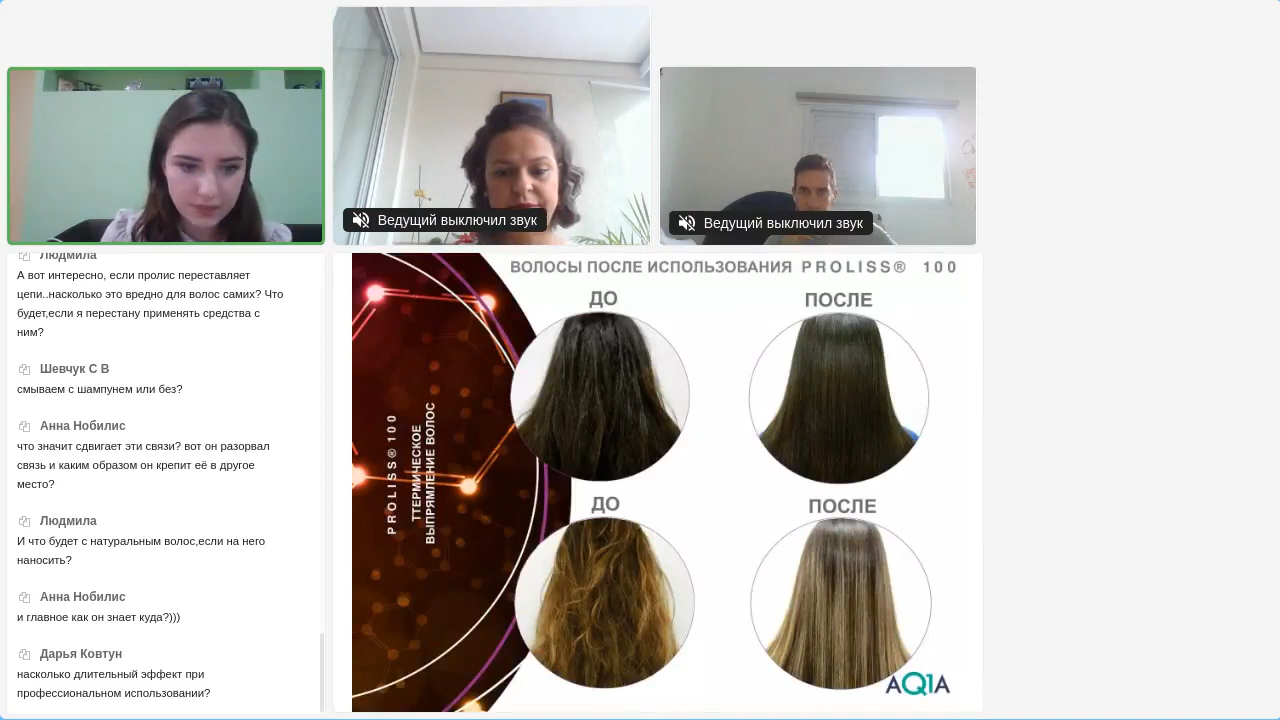 Ведущий выключил звук
Ведущий выключил звук
Людмила
А вот интересно, если пролис переставляет
цепи..насколько это вредно для волос самих? Что
будет,если я перестану применять средства с
ним?
Шевчук С В
смываем с шампунем или без?
Анна Нобилис
что значит сдвигает эти связи? вот он разорвал
связь и каким образом он крепит её в другое
место?
Людмила
И что будет с натуральным волос,если на него
наносить?
Анна Нобилис
и главное как он знает куда?)))
Дарья Ковтун
насколько длительный эффект при
профессиональном использовании?
ВОЛОСЫ ПОСЛЕ ИСПОЛЬЗОВАНИЯ PROLISS® 100
ДО
ПОСЛЕ
PROLISS® 100
ТТЕРМИЧЕСКОЕ
ВЫПРЯМЛЕНИЕ ВОЛОС
ДО
ПОСЛЕ
AQIA